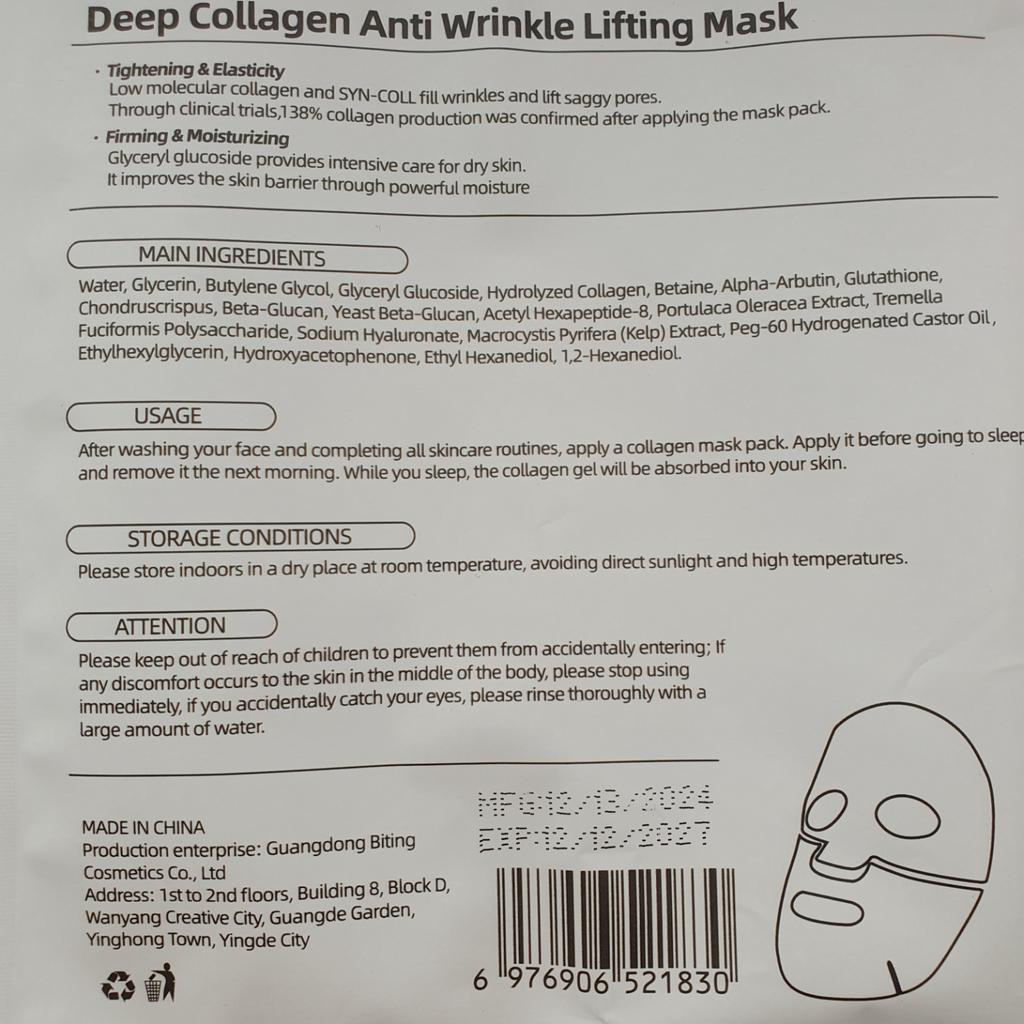 Deep Collagen Anti Wrinkle Lifting Mask
· Tightening & Elasticity
Low molecular collagen and SYN-COLL fill wrinkles and lift saggy pores.
Through clinical trials,138% collagen production was confirmed after applying the mask pack.
· Firming & Moisturizing
Glyceryl glucoside provides intensive care for dry skin.
It improves the skin barrier through powerful moisture
MAIN INGREDIENTS
Water, Glycerin, Butylene Glycol, Glyceryl Glucoside, Hydrolyzed Collagen, Betaine, Alpha-Arbutin, Glutathione,
Chondruscrispus, Beta-Glucan, Yeast Beta-Glucan, Acetyl Hexapeptide-8, Portulaca Oleracea Extract, Tremella
Fuciformis Polysaccharide, Sodium Hyaluronate, Macrocystis Pyrifera (Kelp) Extract, Peg-60 Hydrogenated Castor Oil,
Ethylhexylglycerin, Hydroxyacetophenone, Ethyl Hexanediol, 1,2-Hexanediol.
USAGE
After washing your face and completing all skincare routines, apply a collagen mask pack. Apply it before going to sleep
and remove it the next morning. While you sleep, the collagen gel will be absorbed into your skin.
STORAGE CONDITIONS
Please store indoors in a dry place at room temperature, avoiding direct sunlight and high temperatures.
ATTENTION
Please keep out of reach of children to prevent them from accidentally entering; If
any discomfort occurs to the skin in the middle of the body, please stop using
immediately, if you accidentally catch your eyes, please rinse thoroughly with a
large amount of water.
MFG:12/13/2024
EXP:12/12/2027
MADE IN CHINA
Production enterprise: Guangdong Biting
Cosmetics Co., Ltd
Address: 1st to 2nd floors, Building 8, Block D,
Wanyang Creative City, Guangde Garden,
Yinghong Town, Yingde City
6 976906 521830